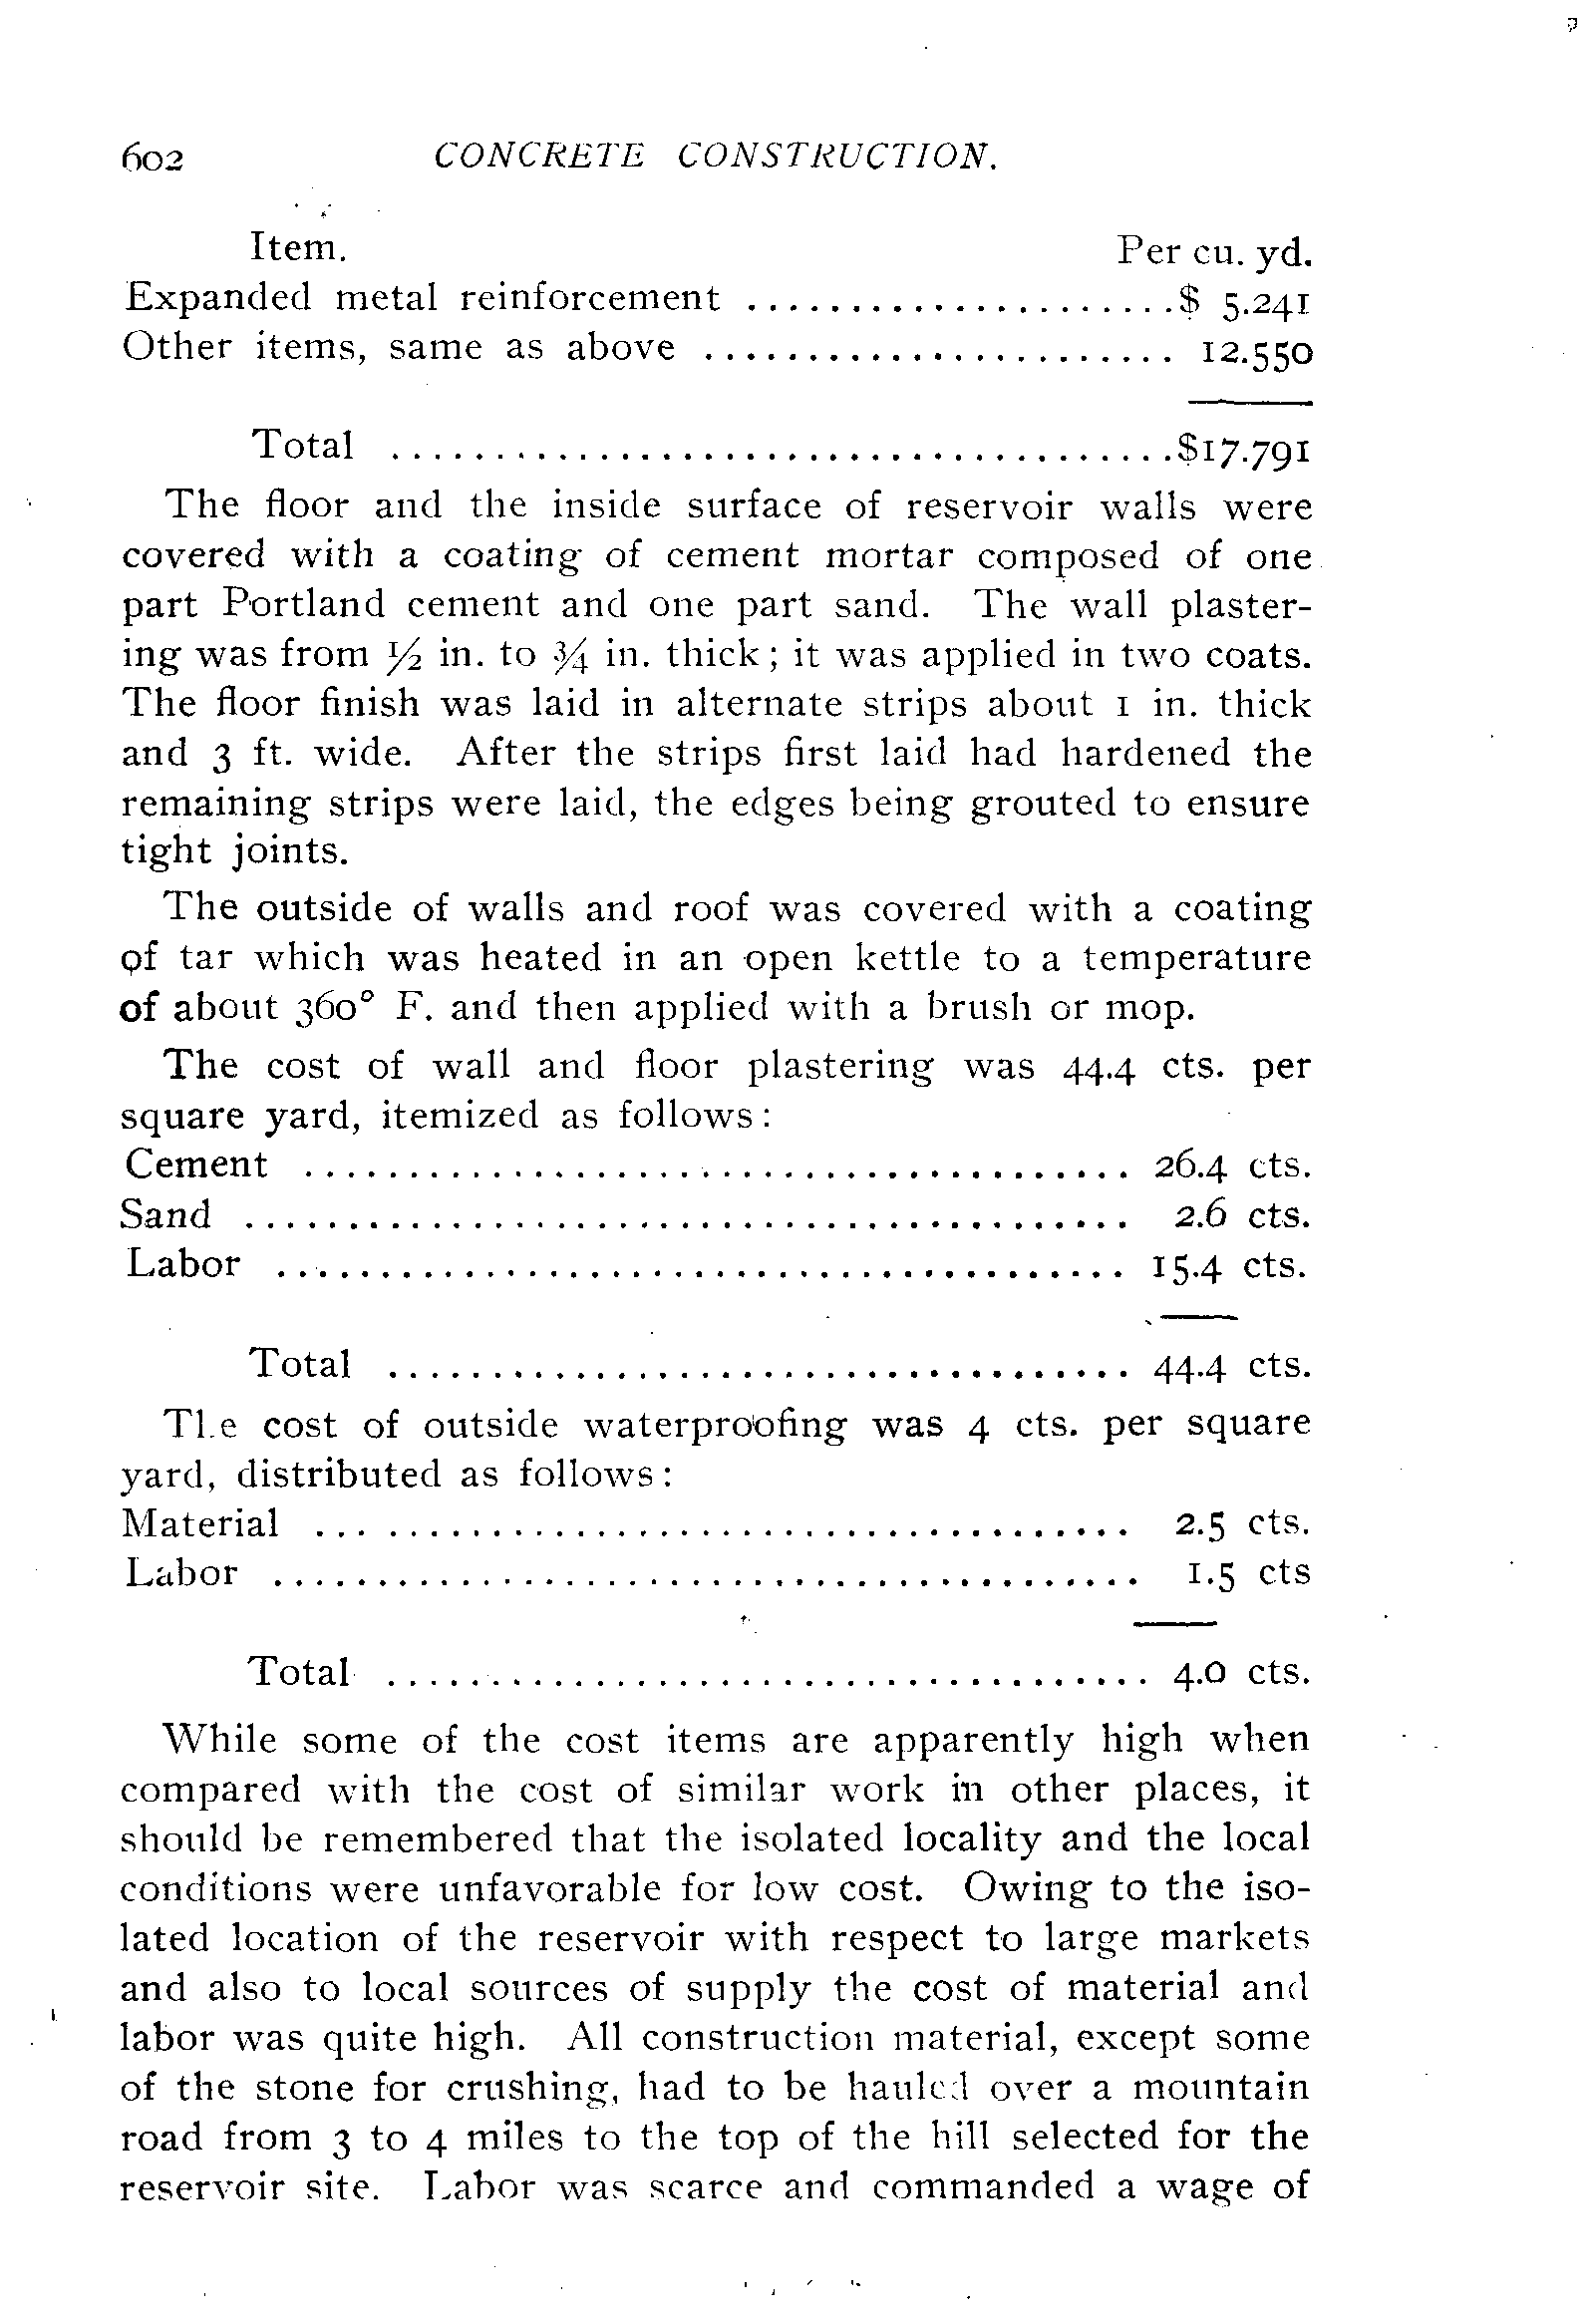 602 CONCRETE CONSTRUCTION.
Item. Per cu. yd.
Expanded metal reinforcement .....................$ 5.241
Other items, same as above ....................... 12.550
Total ......................................$17.791
The floor and the inside surface of reservoir walls were
covered with a coating of cement mortar composed of one
part Portland cement and one part sand. The wall plaster-
ing was from ½ in. to ¾ in. thick; it was applied in two coats.
The floor finish was laid in alternate strips about 1 in. thick
and 3 ft. wide. After the strips first laid had hardened the
remaining strips were laid, the edges being grouted to ensure
tight joints.
The outside of walls and roof was covered with a coating
of tar which was heated in an open kettle to a temperature
of about 360° F. and then applied with a brush or mop.
The cost of wall and floor plastering was 44.4 cts. per
square yard, itemized as follows:
Cement ........................................ 26.4 cts.
Sand ........................................... 2.6 cts.
Labor ......................................... 15.4 cts.
Total .................................... 44.4 cts.
The cost of outside waterproofing was 4 cts. per square
yard, distributed as follows:
Material ....................................... 2.5 cts.
Labor .......................................... 1.5 cts
Total ..................................... 4.0 cts.
While some of the cost items are apparently high when
compared with the cost of similar work in other places, it
should be remembered that the isolated locality and the local
conditions were unfavorable for low cost. Owing to the iso-
lated location of the reservoir with respect to large markets
and also to local sources of supply the cost of material and
labor was quite high. All construction material, except some
of the stone for crushing, had to be hauled over a mountain
road from 3 to 4 miles to the top of the hill selected for the
reservoir site. Labor was scarce and commanded a wage of